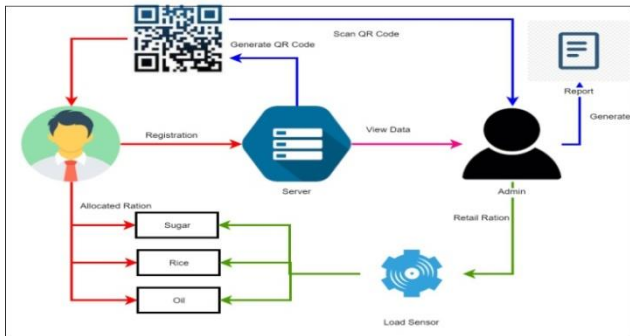 Scan QR Code
Generate QR Code
Report
Registration
View Data
Generate
Server
Admin
Allocated Ration
Retail Ration
Sugar
Rice
Oil
Load Sensor